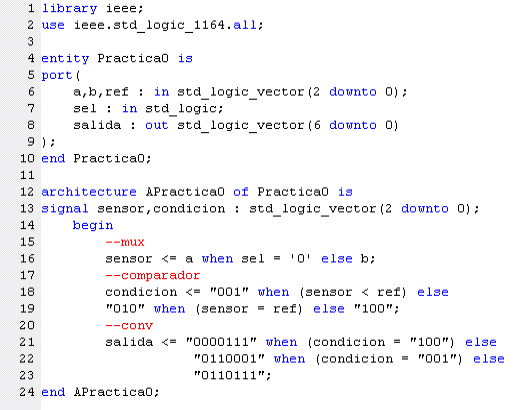 1 library ieee;
2 use ieee.std_logic_1164.all;
3
4 entity Practica0 is
5 port(
6 a,b,ref : in std_logic_vector(2 downto 0);
7 sel : in std_logic;
8 salida : out std_logic_vector(6 downto 0)
9 );
10 end Practica0;
11
12 architecture APractica0 of Practica0 is
13 signal sensor,condicion : std_logic_vector(2 downto 0);
14 begin
15 --mux
16 sensor <= a when sel = '0' else b;
17 --comparador
18 condicion <= "001" when (sensor < ref) else
19 "010" when (sensor = ref) else "100";
20 --conv
21 salida <= "0000111" when (condicion = "100") else
22 "0110001" when (condicion = "001") else
23 "0110111";
24 end APractica0;